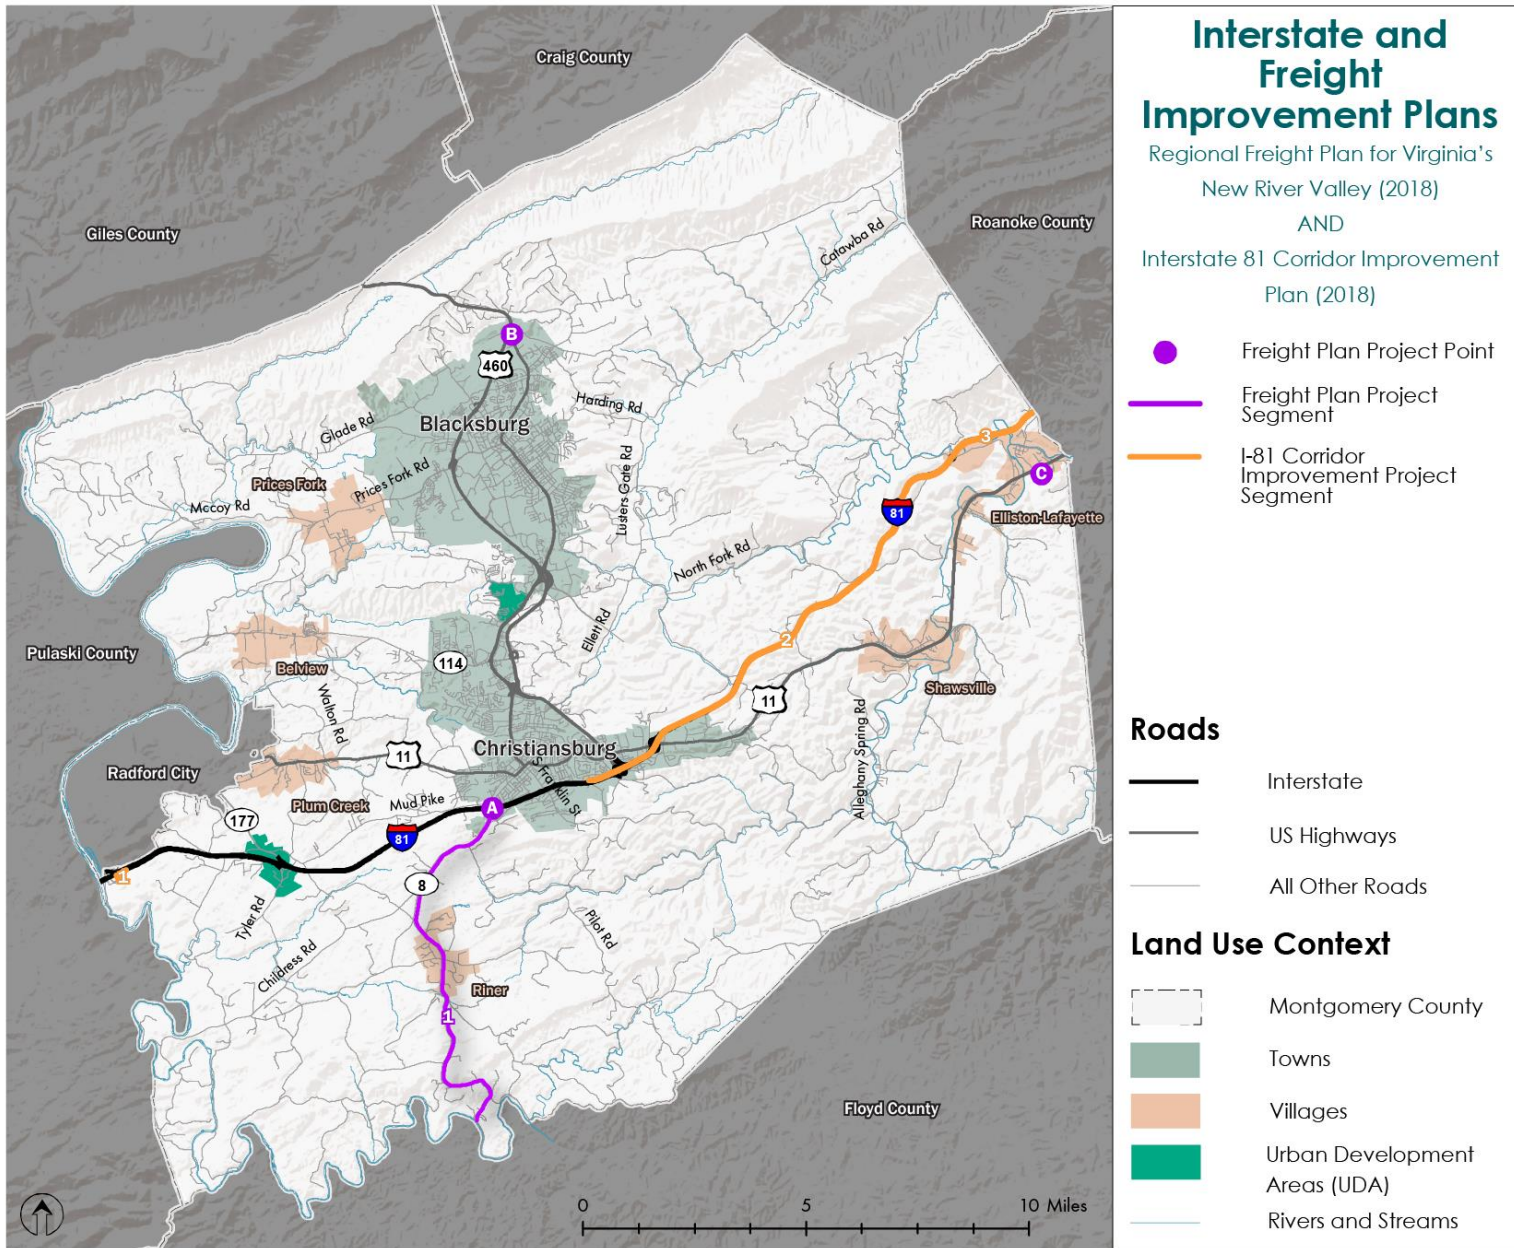 Interstate and
Freight
Improvement Plans
Regional Freight Plan for Virginia's
New River Valley (2018)
AND
Interstate 81 Corridor Improvement
Plan (2018)
Freight Plan Project Point
Freight Plan Project
Segment
I-81 Corridor
Improvement Project
Segment
Roads
Interstate
US Highways
All Other Roads
Land Use Context
Montgomery County
Towns
Villages
Urban Development
Areas (UDA)
Rivers and Streams
Craig County
Giles County
Roanoke County
Catawba Rd
B
460
Harding Rd
Blacksburg
Glade Rd
3
Prices Fork Rd
C
Prices Fork
Lusters Gate Rd
Mccoy Rd
81
Elliston-Lafayette
North Fork Rd
Ellett Rd
2
Pulaski County
114
Belview
Shawsville
Walton Rd
11
Alleghany Spring Rd
Christiansburg
11
Radford City
S Franklin St
Plum Creek
Mud Pike
A
177
81
1
8
Tyler Rd
Pilot Rd
Childress Rd
Riner
1
Floyd County
0 5 10 Miles